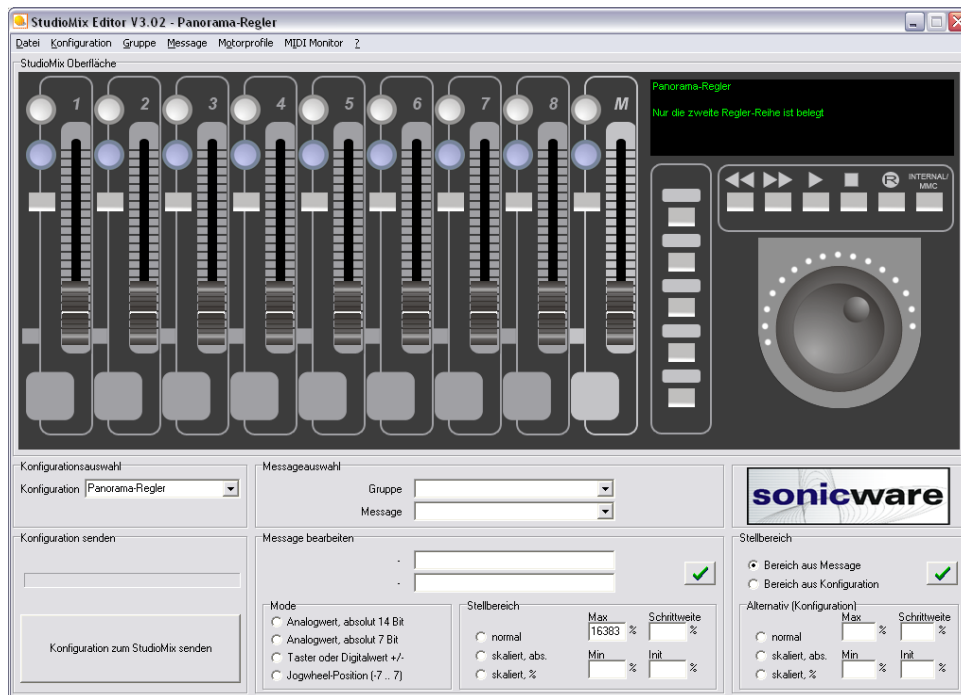 StudioMix Editor V3.02 - Panorama-Regler
Datei Konfiguration Gruppe Message Motorprofile MIDI Monitor ?
StudioMix Oberfläche
1 2 3 4 5 6 7 8 M
Panorama-Regler
Nur die zweite Regler-Reihe ist belegt
R INTERNAL/
MMC
Konfigurationsauswahl
Konfiguration Panorama-Regler
Messageauswahl
Gruppe
Message
sonicware
Konfiguration senden
Konfiguration zum StudioMix senden
Message bearbeiten
-
-
Mode
Analogwert, absolut 14 Bit
Analogwert, absolut 7 Bit
Taster oder Digitalwert +/-
Jogwheel-Position (-7 .. 7)
Stellbereich
normal
skaliert, abs.
skaliert, %
Max Schrittweite
16383 % %
Min Init
% %
Stellbereich
Bereich aus Message
Bereich aus Konfiguration
Alternativ (Konfiguration)
normal
skaliert, abs.
skaliert, %
Max Schrittweite
% %
Min Init
% %